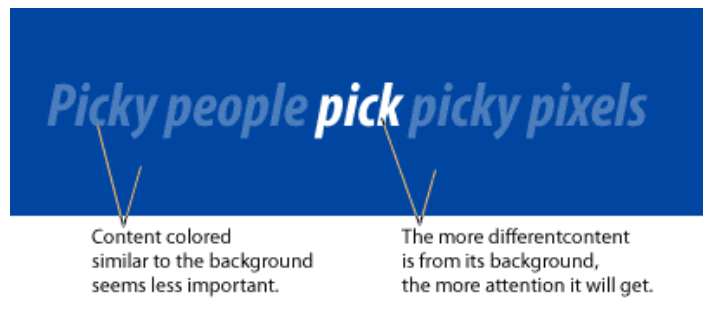 Picky people pick picky pixels
Content colored
similar to the background
seems less important.
The more differentcontent
is from its background,
the more attention it will get.